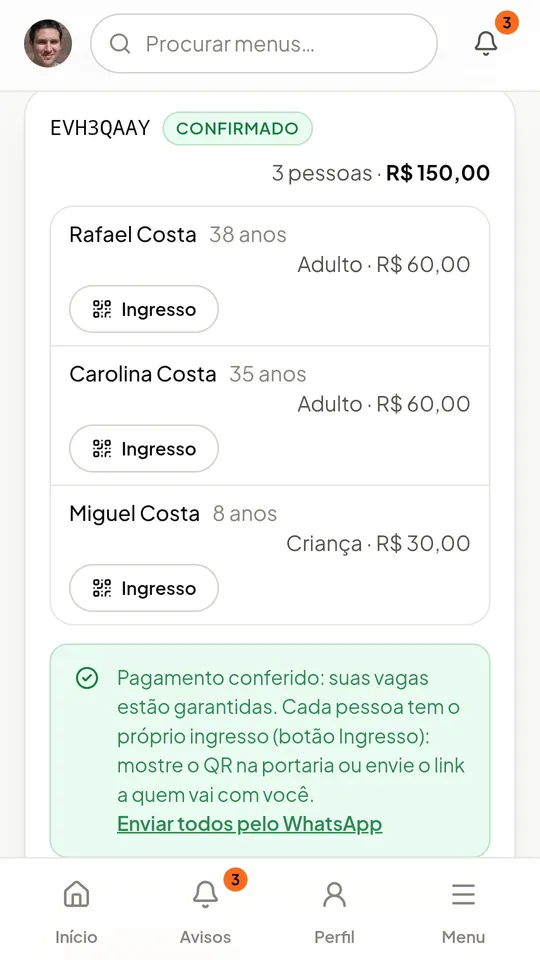 Procurar menus...
3
EVH3QAAY CONFIRMADO
3 pessoas · R$ 150,00
Rafael Costa 38 anos
Adulto · R$ 60,00
Ingresso
Carolina Costa 35 anos
Adulto · R$ 60,00
Ingresso
Miguel Costa 8 anos
Criança · R$ 30,00
Ingresso
Pagamento conferido: suas vagas
estão garantidas. Cada pessoa tem o
próprio ingresso (botão Ingresso):
mostre o QR na portaria ou envie o link
a quem vai com você.
Enviar todos pelo WhatsApp
3
Início Avisos Perfil Menu